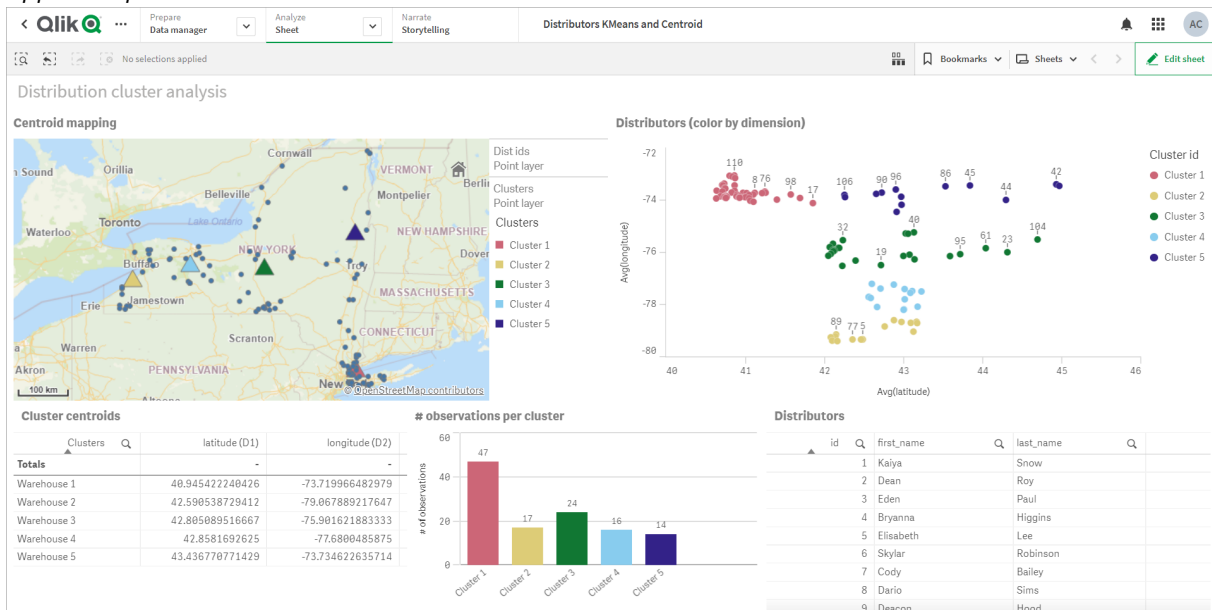 Qlik
...
Prepare
Data manager
Analyze
Sheet
Narrate
Storytelling
Distributors KMeans and Centroid
AC
No selections applied
Bookmarks
Sheets
Edit sheet
Distribution cluster analysis
Centroid mapping
Cornwall
n Sound
Orillia
VERMONT
Berlin
Belleville
Montpelier
Toronto
Lake Ontario
Waterloo
NEW HAMPSHIRE
NEW YORK
Dover
Buffalo
Troy
MASSACHUSETTS
Erie
Jamestown
CONNECTICUT
Scranton
Warren
Akron
PENNSYLVANIA
New
100 km
Altoona
© OpenStreetMap contributors
Dist ids
Point layer
Clusters
Point layer
Clusters
Cluster 1
Cluster 2
Cluster 3
Cluster 4
Cluster 5
Distributors (color by dimension)
Avg(longitude)
-72
-74
-76
-78
-80
110
8 76
98
17
106
90 96
86
45
44
42
32
40
19
95
61
23
104
89
77 5
40
41
42
43
44
45
46
Avg(latitude)
Cluster id
Cluster 1
Cluster 2
Cluster 3
Cluster 4
Cluster 5
Cluster centroids
Clusters latitude (D1) longitude (D2)
Totals - -
Warehouse 1 40.945422240426 -73.719966482979
Warehouse 2 42.590538729412 -79.067889217647
Warehouse 3 42.805089516667 -75.901621883333
Warehouse 4 42.8581692625 -77.6800485875
Warehouse 5 43.436770771429 -73.734622635714
# observations per cluster
# of observations
60
40
20
0
47
17
24
16
14
Cluster 1
Cluster 2
Cluster 3
Cluster 4
Cluster 5
Distributors
id first_name last_name
1 Kaiya Snow
2 Dean Roy
3 Eden Paul
4 Bryanna Higgins
5 Elisabeth Lee
6 Skylar Robinson
7 Cody Bailey
8 Dario Sims
9 Deacon Hood